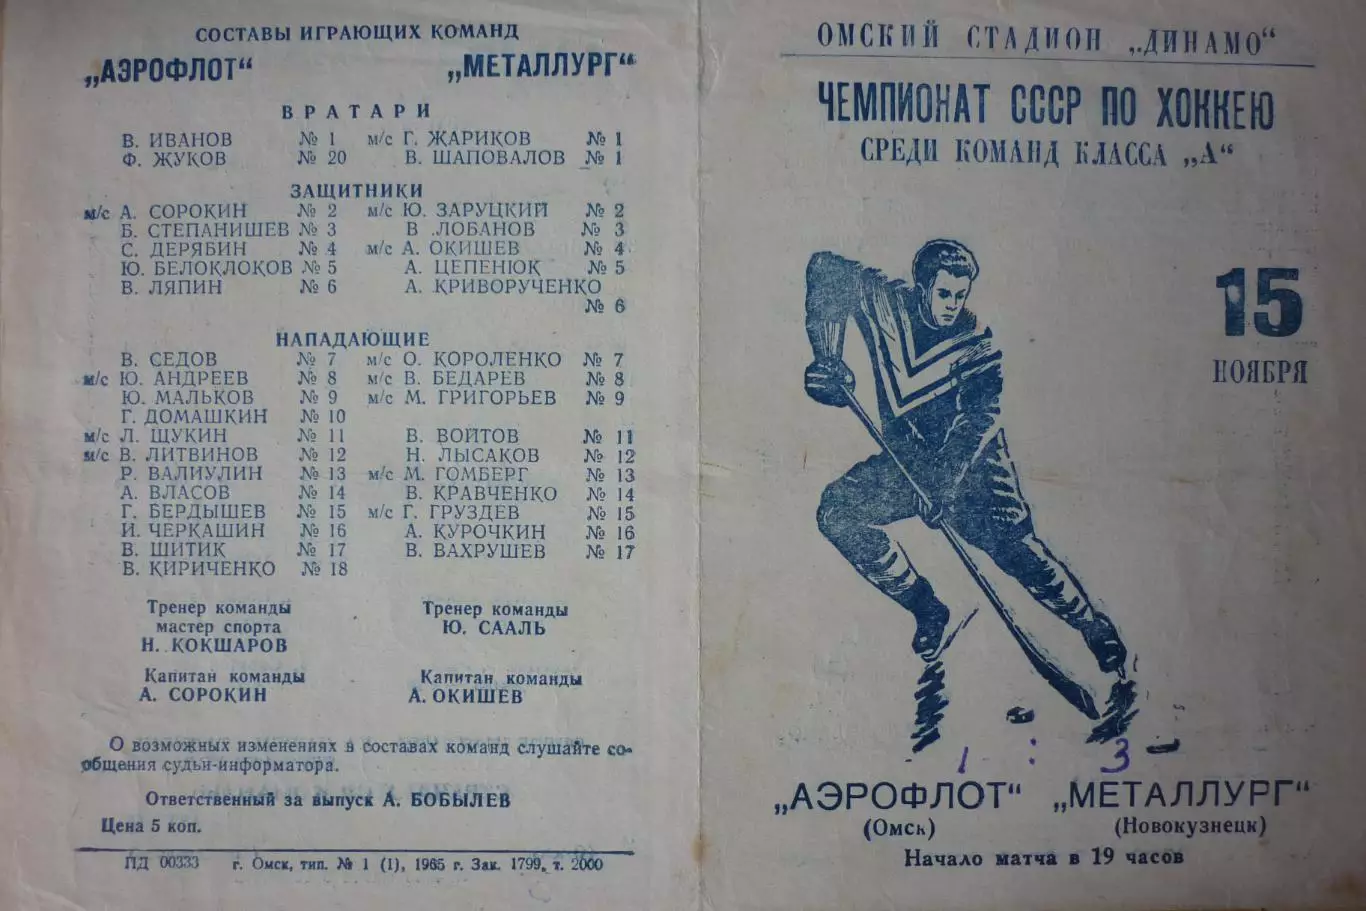 СОСТАВЫ ИГРАЮЩИХ КОМАНД
„АЭРОФЛОТ“ „МЕТАЛЛУРГ“
ВРАТАРИ
В. ИВАНОВ № 1 м/с Г. ЖАРИКОВ № 1
Ф. ЖУКОВ № 20 В. ШАПОВАЛОВ № 1
ЗАЩИТНИКИ
м/с А. СОРОКИН № 2 м/с Ю. ЗАРУЦКИЙ № 2
Б. СТЕПАНИШЕВ № 3 В .ЛОБАНОВ № 3
С. ДЕРЯБИН № 4 м/с А. ОКИШЕВ № 4
Ю. БЕЛОКЛОКОВ № 5 А. ЦЕПЕНЮК № 5
В. ЛЯПИН № 6 А. КРИВОРУЧЕНКО
№ 6
НАПАДАЮЩИЕ
В. СЕДОВ № 7 м/с О. КОРОЛЕНКО № 7
м/с Ю. АНДРЕЕВ № 8 м/с В. БЕДАРЕВ № 8
Ю. МАЛЬКОВ № 9 м/с М. ГРИГОРЬЕВ № 9
Г. ДОМАШКИН № 10
м/с Л. ЩУКИН № 11 В. ВОЙТОВ № 11
м/с В. ЛИТВИНОВ № 12 Н. ЛЫСАКОВ № 12
Р. ВАЛИУЛИН № 13 м/с М. ГОМБЕРГ № 13
А. ВЛАСОВ № 14 В. КРАВЧЕНКО № 14
Г. БЕРДЫШЕВ № 15 м/с Г. ГРУЗДЕВ № 15
И. ЧЕРКАШИН № 16 А. КУРОЧКИН № 16
В. ШИТИК № 17 В. ВАХРУШЕВ № 17
В. КИРИЧЕНКО № 18
Тренер команды Тренер команды
мастер спорта Ю. СААЛЬ
Н. КОКШАРОВ
Капитан команды Капитан команды
А. СОРОКИН А. ОКИШЕВ
О возможных изменениях в составах команд слушайте со-
общения судьи-информатора.
Ответственный за выпуск А. БОБЫЛЕВ
Цена 5 коп.
ПД 00333 г. Омск, тип. № 1 (1), 1965 г. Зак. 1799, т. 2000
ОМСКИЙ СТАДИОН „ДИНАМО“
ЧЕМПИОНАТ СССР ПО ХОККЕЮ
СРЕДИ КОМАНД КЛАССА „А“
15
НОЯБРЯ
1 : 3
„АЭРОФЛОТ“ „МЕТАЛЛУРГ“
(Омск) (Новокузнецк)
Начало матча в 19 часов